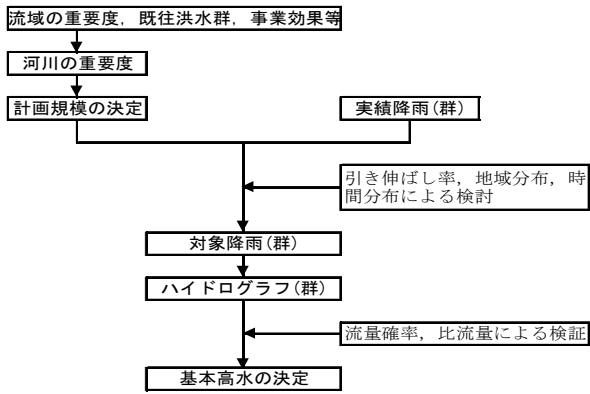 流域の重要度，既往洪水群，事業効果等
河川の重要度
計画規模の決定
実績降雨(群)
引き伸ばし率，地域分布，時
間分布による検討
対象降雨(群)
ハイドログラフ(群)
流量確率，比流量による検証
基本高水の決定